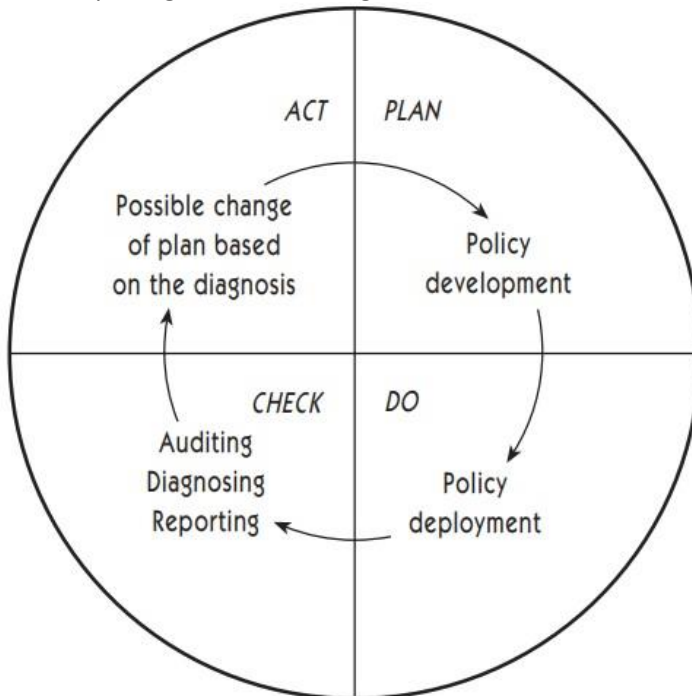 ACT
PLAN
Possible change
of plan based
on the diagnosis
Policy
development
CHECK
DO
Auditing
Diagnosing
Reporting
Policy
deployment